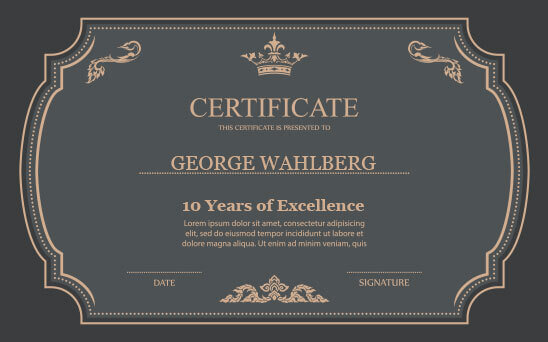 CERTIFICATE
THIS CERTIFICATE IS PRESENTED TO
GEORGE WAHLBERG
10 Years of Excellence
Lorem ipsum dolor sit amet, consectetur adipisicing
elit, sed do eiusmod tempor incididunt ut labore et
dolore magna aliqua. Ut enim ad minim veniam, quis
DATE
SIGNATURE